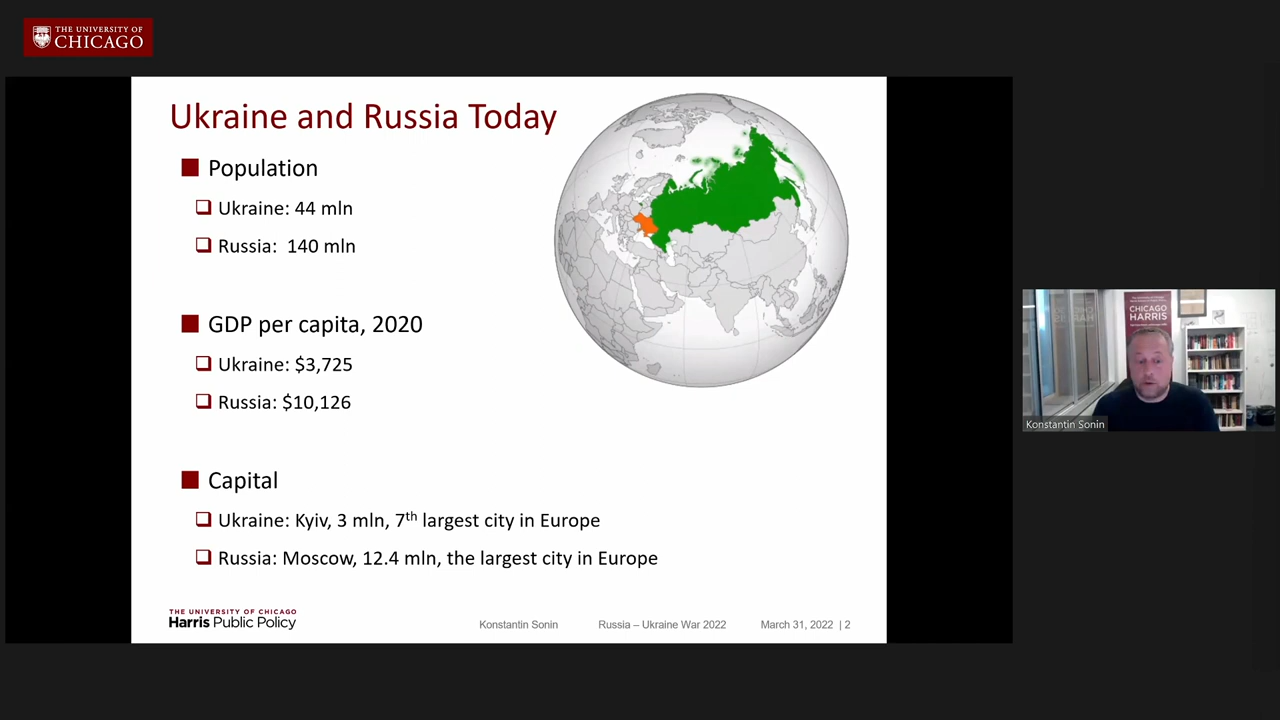 THE UNIVERSITY OF
CHICAGO
Ukraine and Russia Today
Population
Ukraine: 44 mln
Russia: 140 mln
GDP per capita, 2020
Ukraine: $3,725
Russia: $10,126
Capital
Ukraine: Kyiv, 3 mln, 7th largest city in Europe
Russia: Moscow, 12.4 mln, the largest city in Europe
THE UNIVERSITY OF CHICAGO
Harris Public Policy
Konstantin Sonin
Russia – Ukraine War 2022
March 31, 2022 | 2
CHICAGO
HARRIS
Konstantin Sonin